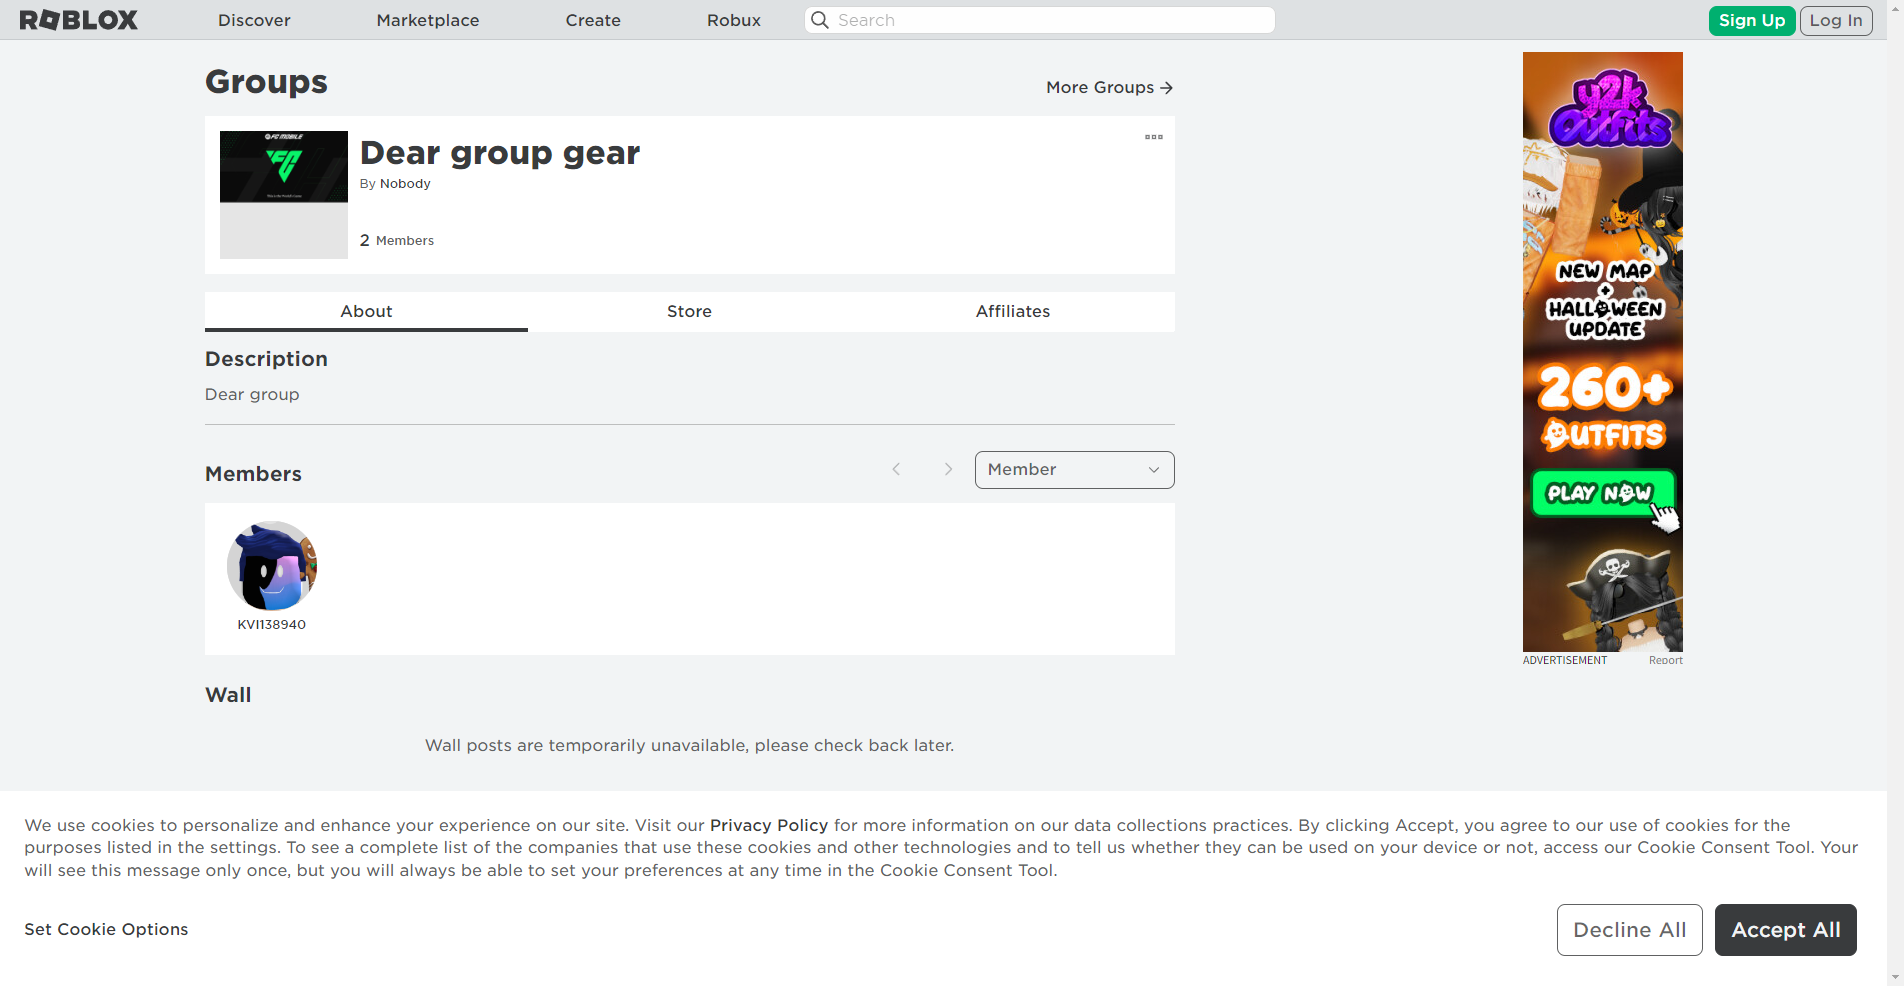 ROBLOX
Discover
Marketplace
Create
Robux
Search
Sign Up
Log In
Groups
More Groups
FC MOBILE
Dear group gear
By Nobody
2 Members
About
Store
Affiliates
Description
Dear group
Members
Member
KVI138940
Wall
Wall posts are temporarily unavailable, please check back later.
y2k
Outfits
NEW MAP
+
HALLOWEEN
UPDATE
260+
OUTFITS
PLAY NOW
ADVERTISEMENT
Report
We use cookies to personalize and enhance your experience on our site. Visit our Privacy Policy for more information on our data collections practices. By clicking Accept, you agree to our use of cookies for the
purposes listed in the settings. To see a complete list of the companies that use these cookies and other technologies and to tell us whether they can be used on your device or not, access our Cookie Consent Tool. Your
will see this message only once, but you will always be able to set your preferences at any time in the Cookie Consent Tool.
Set Cookie Options
Decline All
Accept All